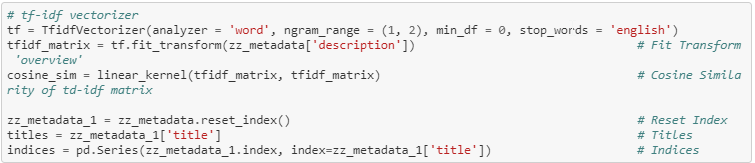 # tf-idf vectorizer
tf = TfidfVectorizer(analyzer = 'word', ngram_range = (1, 2), min_df = 0, stop_words = 'english')
tfidf_matrix = tf.fit_transform(zz_metadata['description']) # Fit Transform
'overview'
cosine_sim = linear_kernel(tfidf_matrix, tfidf_matrix) # Cosine Simila
rity of td-idf matrix
zz_metadata_1 = zz_metadata.reset_index() # Reset Index
titles = zz_metadata_1['title'] # Titles
indices = pd.Series(zz_metadata_1.index, index=zz_metadata_1['title']) # Indices